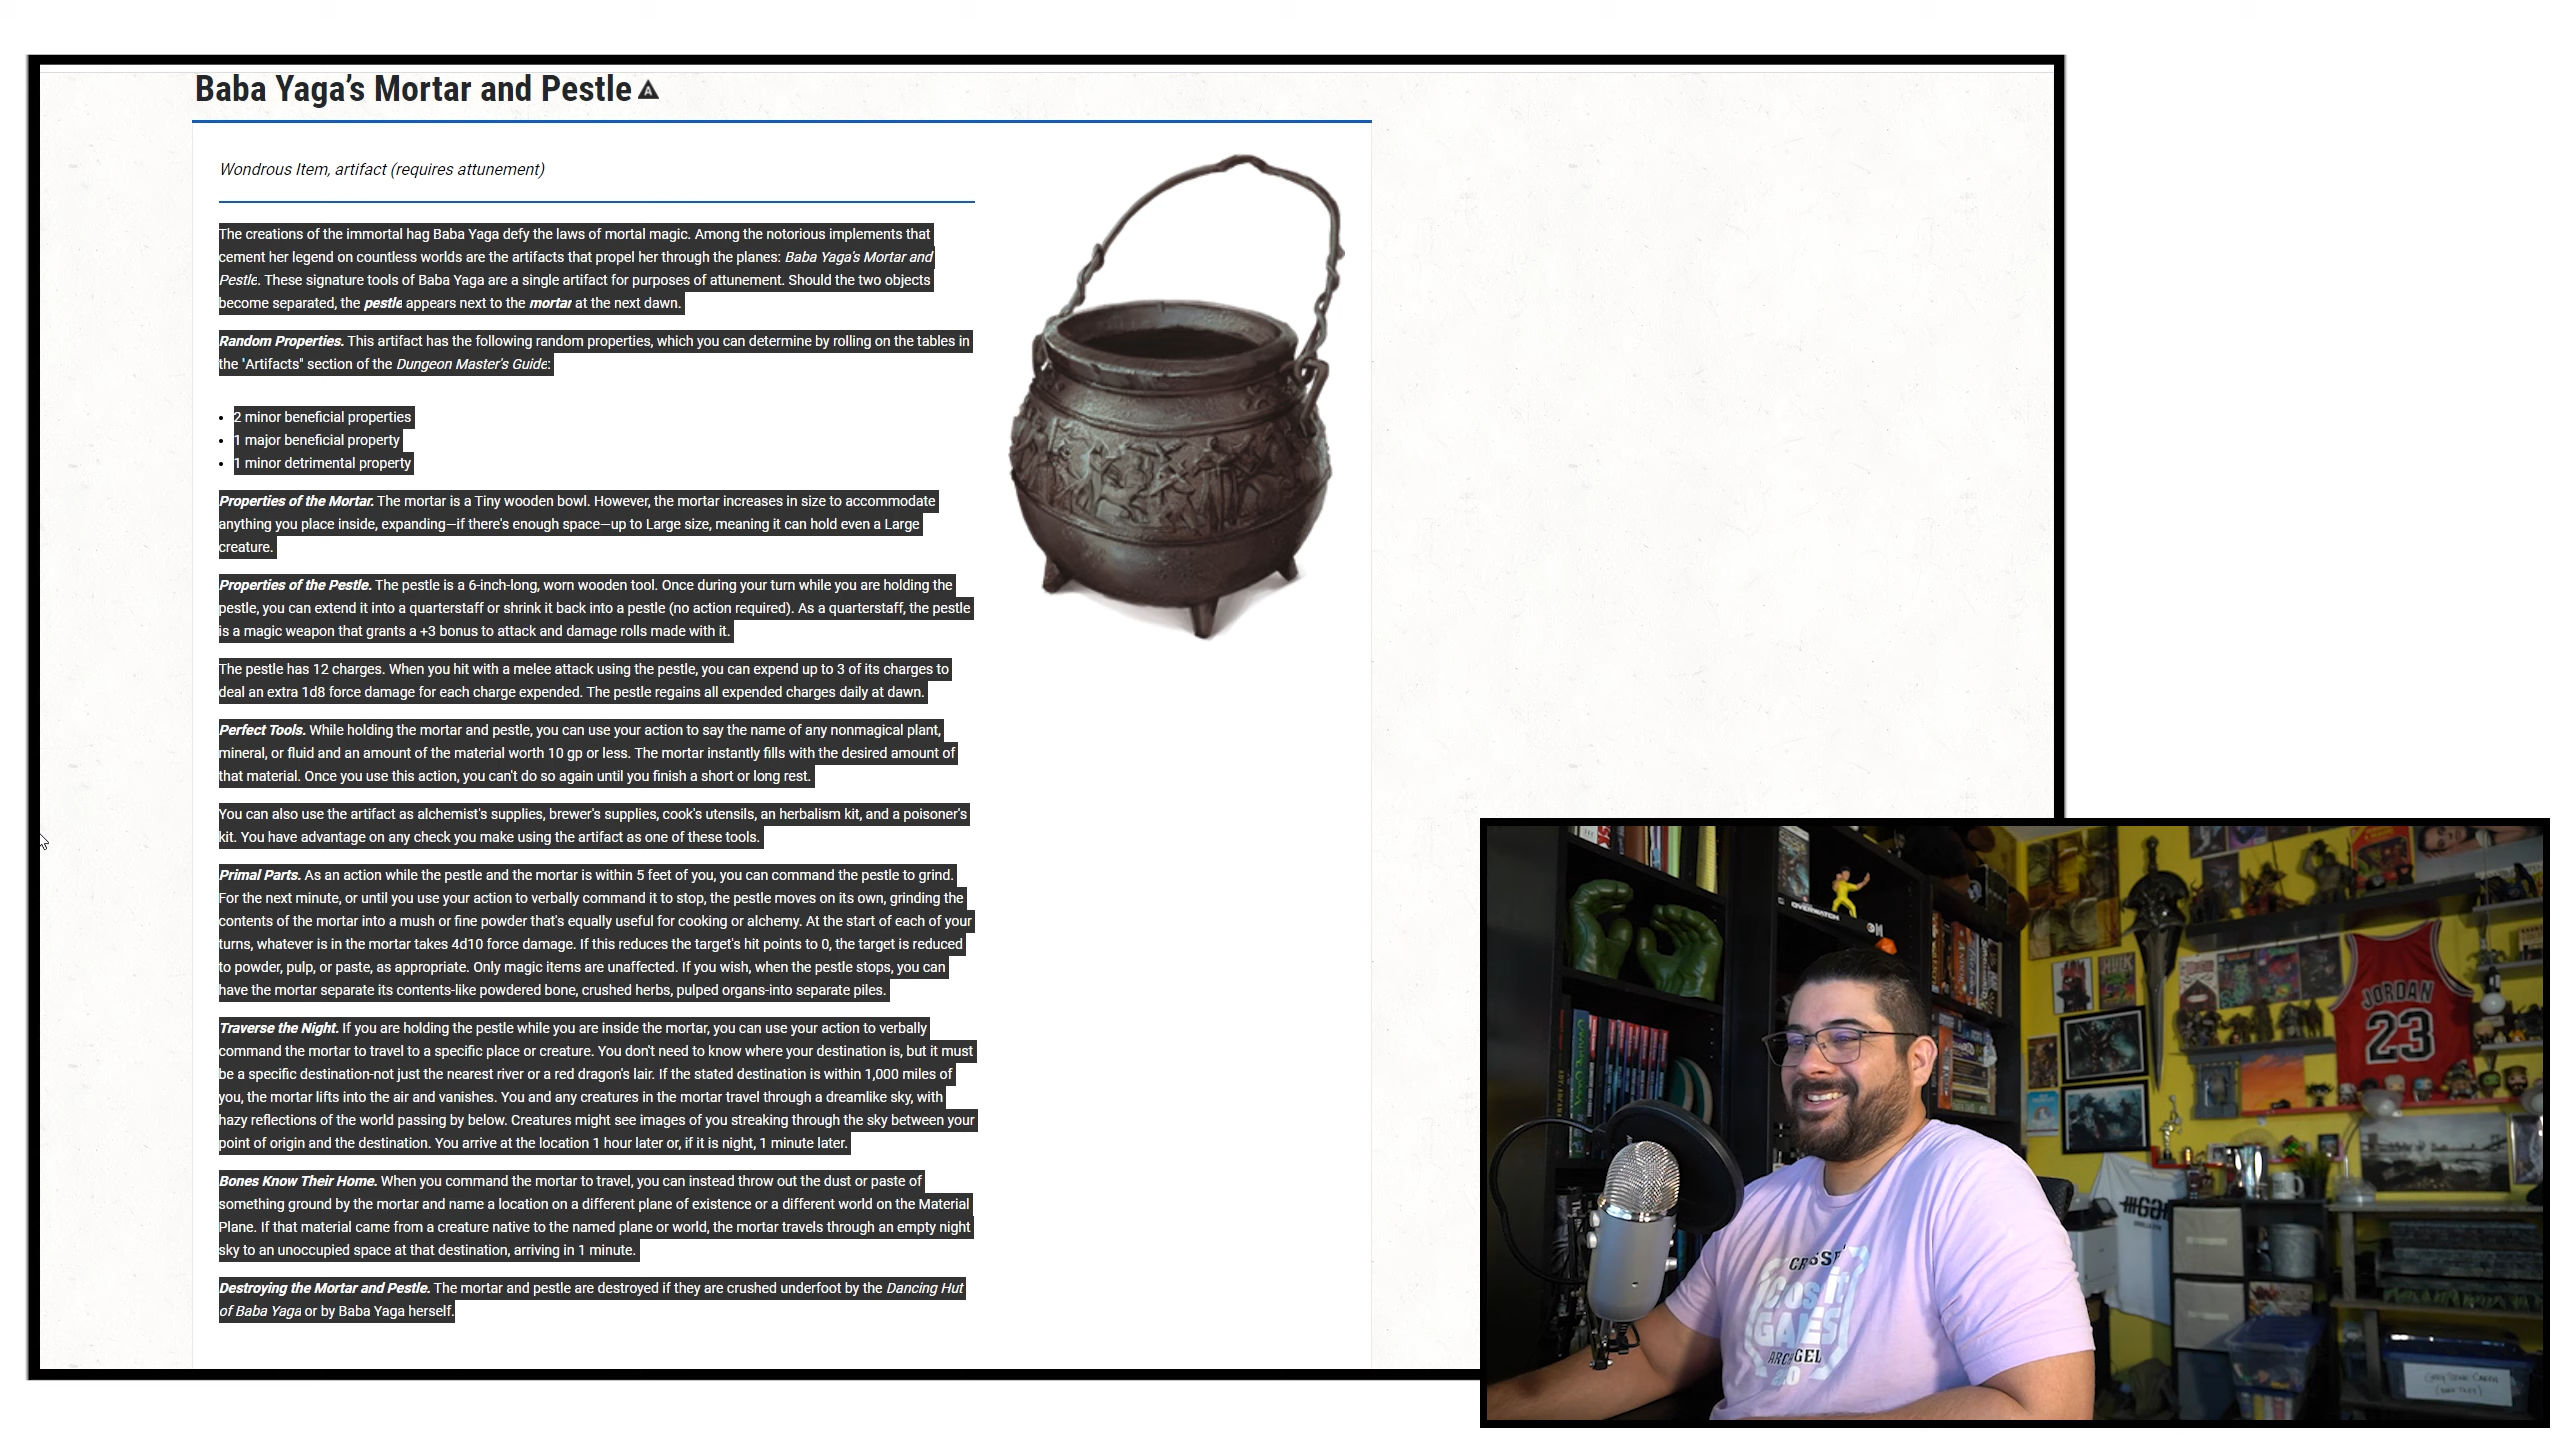 Baba Yaga's Mortar and Pestle
Wondrous Item, artifact (requires attunement)
The creations of the immortal hag Baba Yaga defy the laws of mortal magic. Among the notorious implements that
cement her legend on countless worlds are the artifacts that propel her through the planes: Baba Yaga's Mortar and
Pestle. These signature tools of Baba Yaga are a single artifact for purposes of attunement. Should the two objects
become separated, the pestle appears next to the mortar at the next dawn.
Random Properties. This artifact has the following random properties, which you can determine by rolling on the tables in
the "Artifacts" section of the Dungeon Master's Guide:
• 2 minor beneficial properties
• 1 major beneficial property
• 1 minor detrimental property
Properties of the Mortar. The mortar is a Tiny wooden bowl. However, the mortar increases in size to accommodate
anything you place inside, expanding—if there's enough space—up to Large size, meaning it can hold even a Large
creature.
Properties of the Pestle. The pestle is a 6-inch-long, worn wooden tool. Once during your turn while you are holding the
pestle, you can extend it into a quarterstaff or shrink it back into a pestle (no action required). As a quarterstaff, the pestle
is a magic weapon that grants a +3 bonus to attack and damage rolls made with it.
The pestle has 12 charges. When you hit with a melee attack using the pestle, you can expend up to 3 of its charges to
deal an extra 1d8 force damage for each charge expended. The pestle regains all expended charges daily at dawn.
Perfect Tools. While holding the mortar and pestle, you can use your action to say the name of any nonmagical plant,
mineral, or fluid and an amount of the material worth 10 gp or less. The mortar instantly fills with the desired amount of
that material. Once you use this action, you can't do so again until you finish a short or long rest.
You can also use the artifact as alchemist's supplies, brewer's supplies, cook's utensils, an herbalism kit, and a poisoner's
kit. You have advantage on any check you make using the artifact as one of these tools.
Primal Parts. As an action while the pestle and the mortar is within 5 feet of you, you can command the pestle to grind.
For the next minute, or until you use your action to verbally command it to stop, the pestle moves on its own, grinding the
contents of the mortar into a mush or fine powder that's equally useful for cooking or alchemy. At the start of each of your
turns, whatever is in the mortar takes 4d10 force damage. If this reduces the target's hit points to 0, the target is reduced
to powder, pulp, or paste, as appropriate. Only magic items are unaffected. If you wish, when the pestle stops, you can
have the mortar separate its contents-like powdered bone, crushed herbs, pulped organs-into separate piles.
Traverse the Night. If you are holding the pestle while you are inside the mortar, you can use your action to verbally
command the mortar to travel to a specific place or creature. You don't need to know where your destination is, but it must
be a specific destination-not just the nearest river or a red dragon's lair. If the stated destination is within 1,000 miles of
you, the mortar lifts into the air and vanishes. You and any creatures in the mortar travel through a dreamlike sky, with
hazy reflections of the world passing by below. Creatures might see images of you streaking through the sky between your
point of origin and the destination. You arrive at the location 1 hour later or, if it is night, 1 minute later.
Bones Know Their Home. When you command the mortar to travel, you can instead throw out the dust or paste of
something ground by the mortar and name a location on a different plane of existence or a different world on the Material
Plane. If that material came from a creature native to the named plane or world, the mortar travels through an empty night
sky to an unoccupied space at that destination, arriving in 1 minute.
Destroying the Mortar and Pestle. The mortar and pestle are destroyed if they are crushed underfoot by the Dancing Hut
of Baba Yaga or by Baba Yaga herself.
OVERWATCH
HULK
JORDAN
23